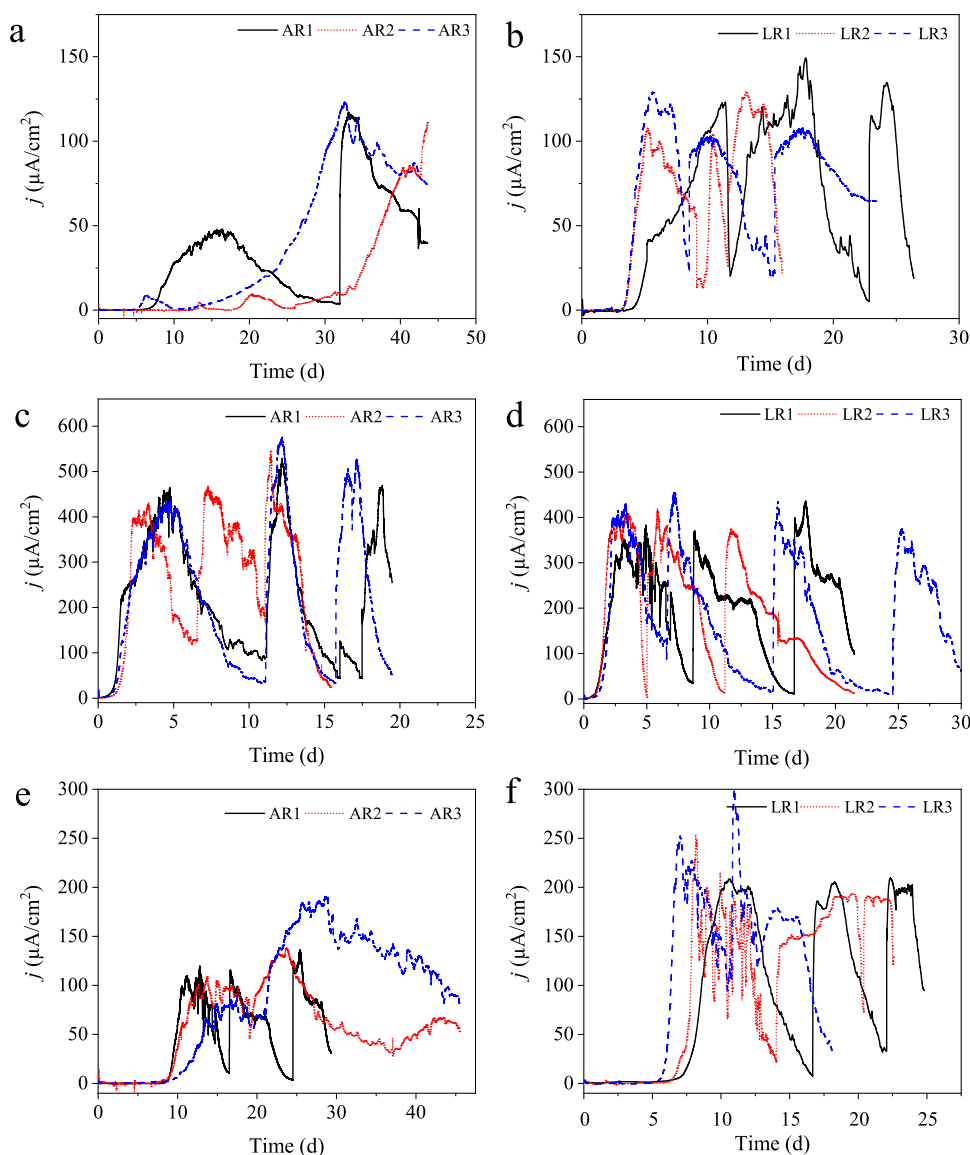 a
AR1 AR2 AR3
150
100
50
0
j (µA/cm2)
0 10 20 30 40 50
Time (d)
b
LR1 LR2 LR3
150
100
50
0
j (µA/cm2)
0 10 20 30
Time (d)
c
AR1 AR2 AR3
600
500
400
300
200
100
0
j (µA/cm2)
0 5 10 15 20 25
Time (d)
d
LR1 LR2 LR3
600
500
400
300
200
100
0
j (µA/cm2)
0 5 10 15 20 25 30
Time (d)
e
AR1 AR2 AR3
300
250
200
150
100
50
0
j (µA/cm2)
0 10 20 30 40
Time (d)
f
LR1 LR2 LR3
300
250
200
150
100
50
0
j (µA/cm2)
0 5 10 15 20 25
Time (d)